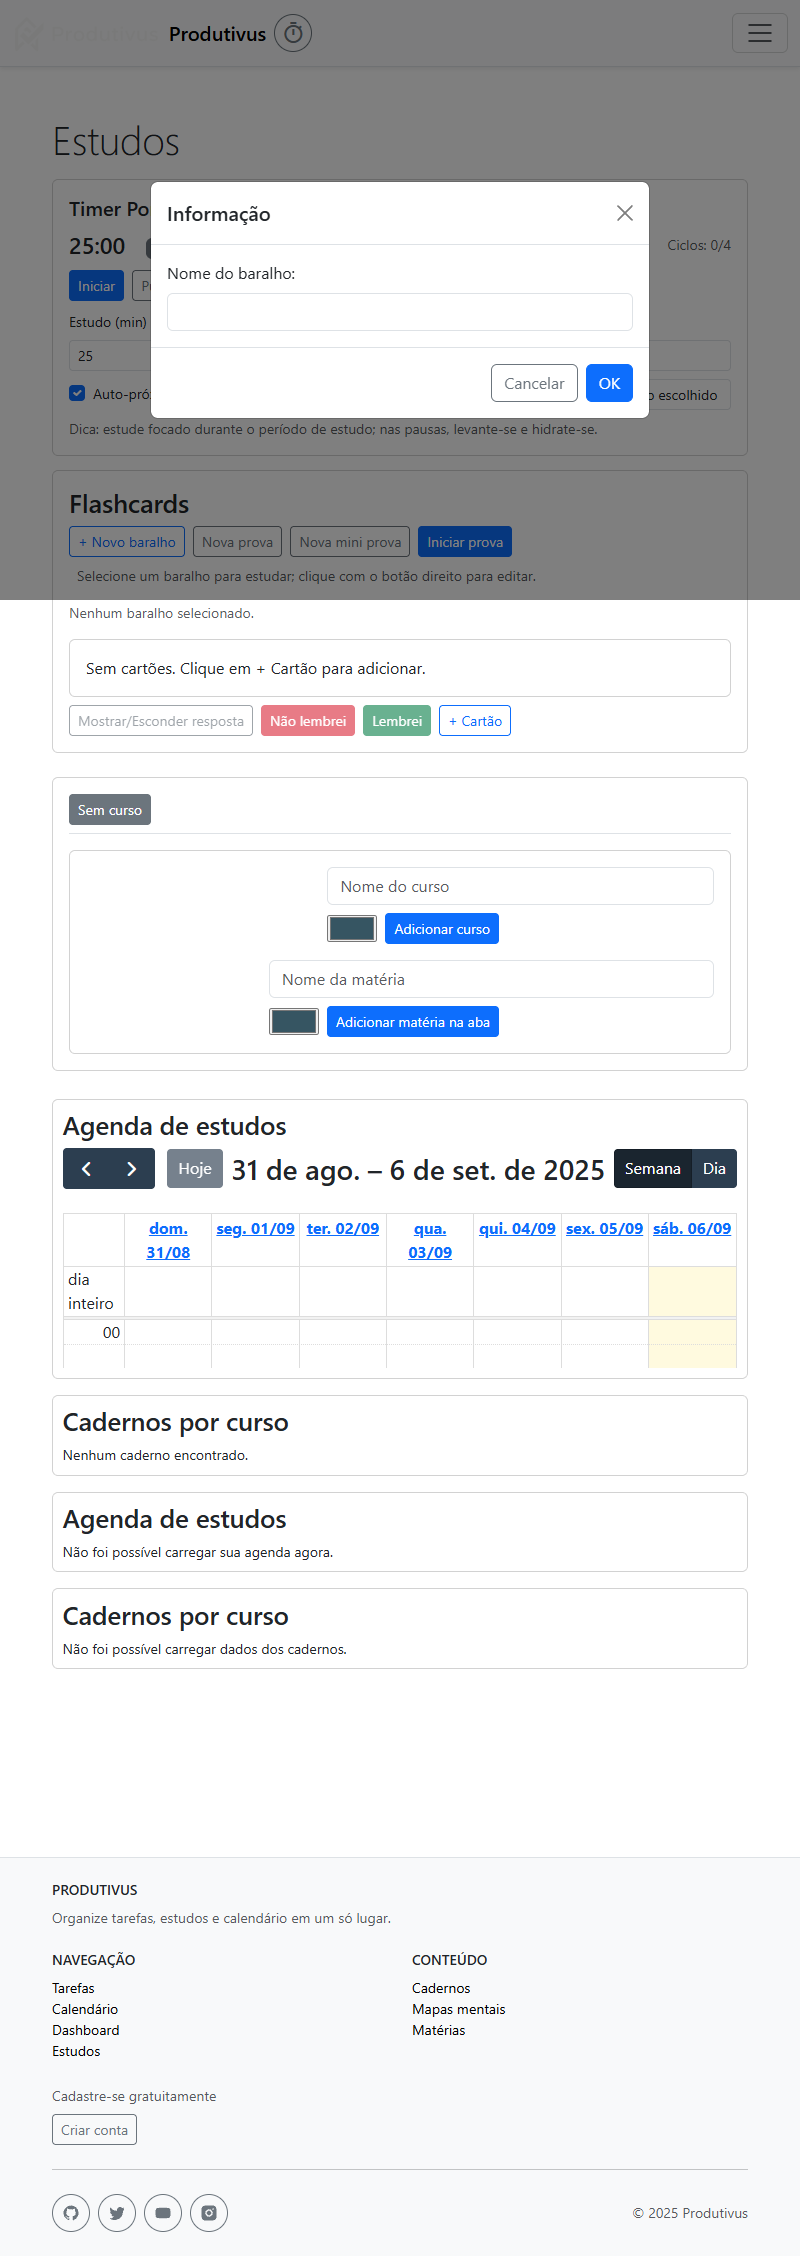 Produtivus
Estudos
Timer Po
Informação
25:00
Ciclos: 0/4
Nome do baralho:
Iniciar
Estudo (min)
25
Cancelar
OK
Auto-pró
o escolhido
Dica: estude focado durante o período de estudo; nas pausas, levante-se e hidrate-se.
Flashcards
+ Novo baralho Nova prova Nova mini prova Iniciar prova
Selecione um baralho para estudar; clique com o botão direito para editar.
Nenhum baralho selecionado.
Sem cartões. Clique em + Cartão para adicionar.
Mostrar/Esconder resposta Não lembrei Lembrei + Cartão
Sem curso
Nome do curso
Adicionar curso
Nome da matéria
Adicionar matéria na aba
Agenda de estudos
Hoje 31 de ago. – 6 de set. de 2025 Semana Dia
dom. 31/08 seg. 01/09 ter. 02/09 qua. 03/09 qui. 04/09 sex. 05/09 sáb. 06/09
dia inteiro
00
Cadernos por curso
Nenhum caderno encontrado.
Agenda de estudos
Não foi possível carregar sua agenda agora.
Cadernos por curso
Não foi possível carregar dados dos cadernos.
PRODUTIVUS
Organize tarefas, estudos e calendário em um só lugar.
NAVEGAÇÃO
Tarefas
Calendário
Dashboard
Estudos
CONTEÚDO
Cadernos
Mapas mentais
Matérias
Cadastre-se gratuitamente
Criar conta
© 2025 Produtivus